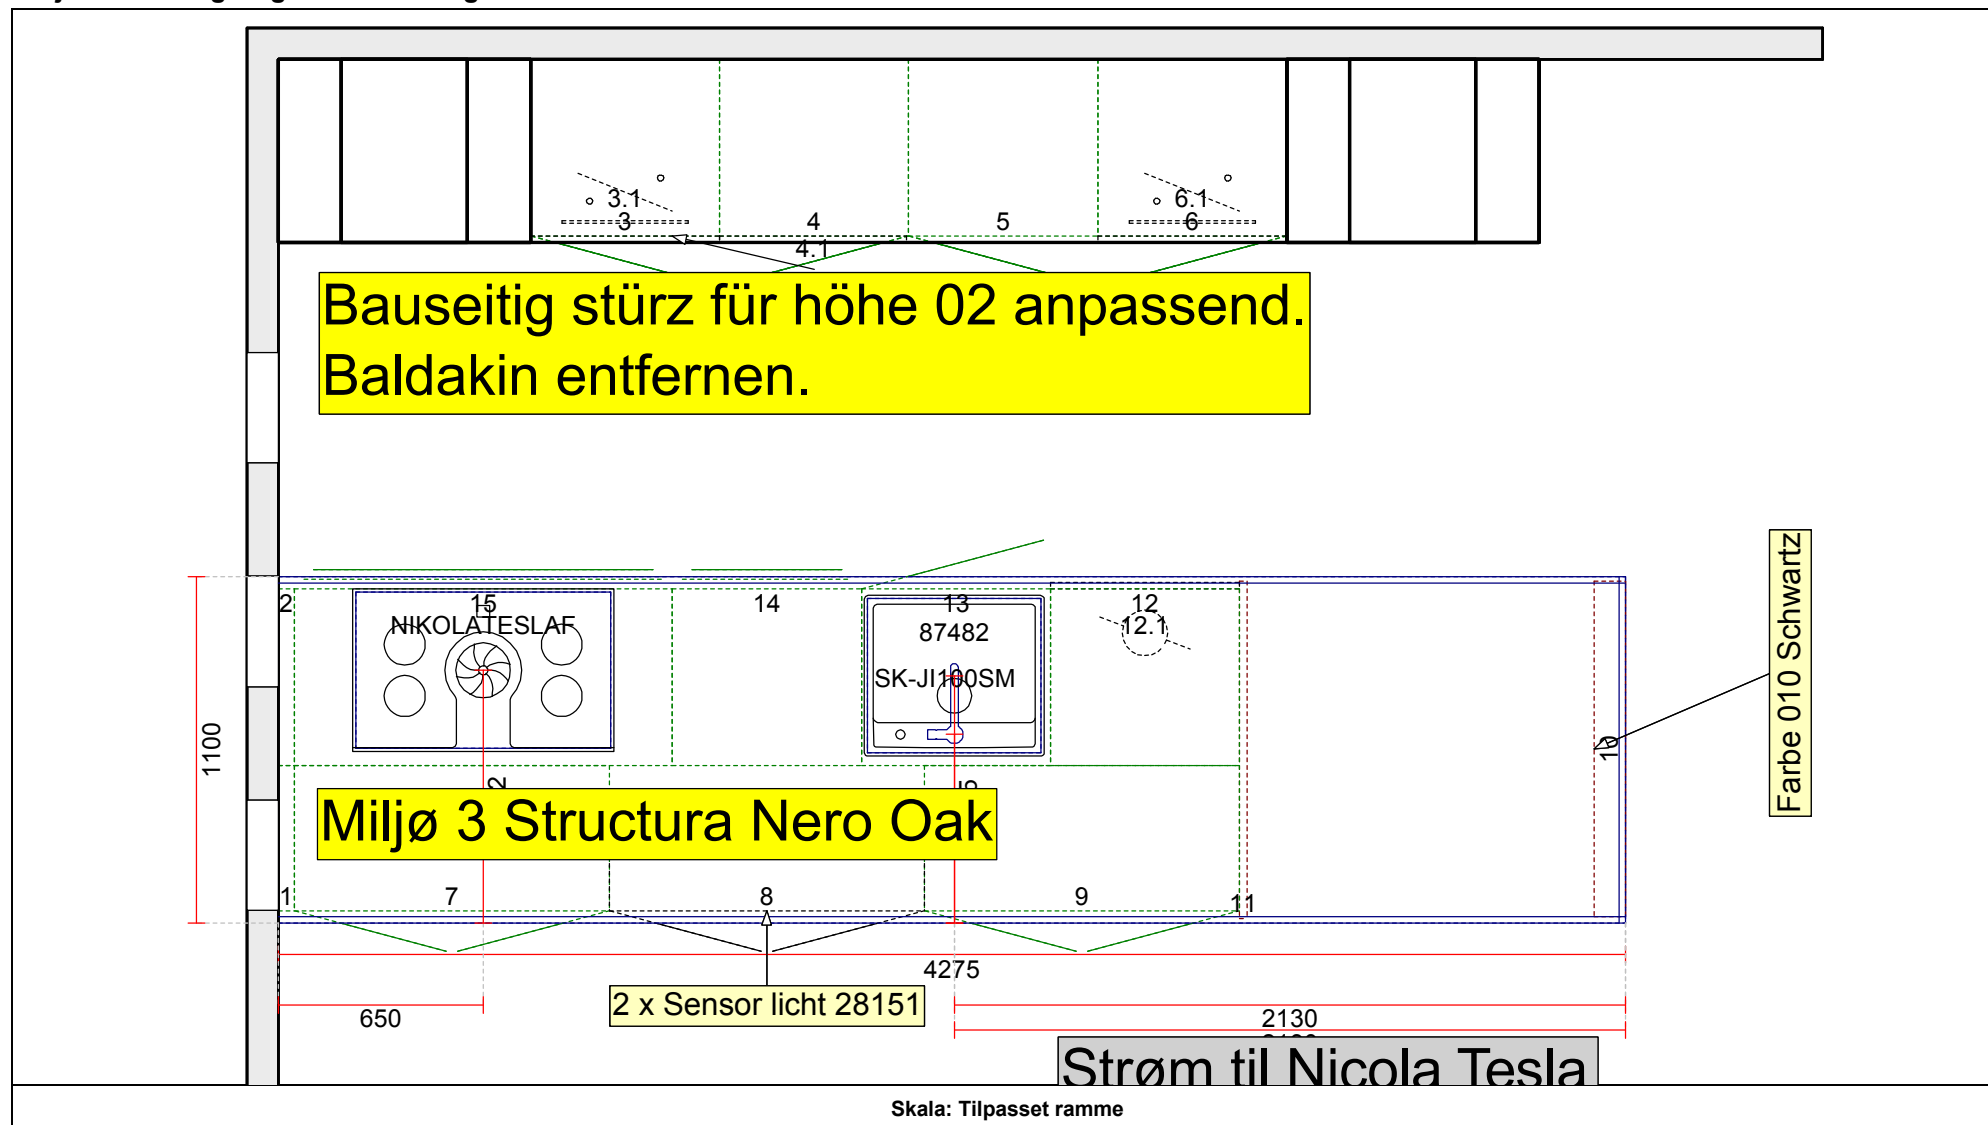 3.1
3
4
4.1
5
6.1
6
Bauseitig stürz für höhe 02 anpassend.
Baldakin entfernen.
2
15
NIKOLATESLAF
14
13
87482
SK-JI100SM
12
12.1
1100
10
Farbe 010 Schwartz
2
Miljø 3 Structura Nero Oak
1
7
8
9
11
4275
650
2 x Sensor licht 28151
2130
Strøm til Nicola Tesla
Skala: Tilpasset ramme